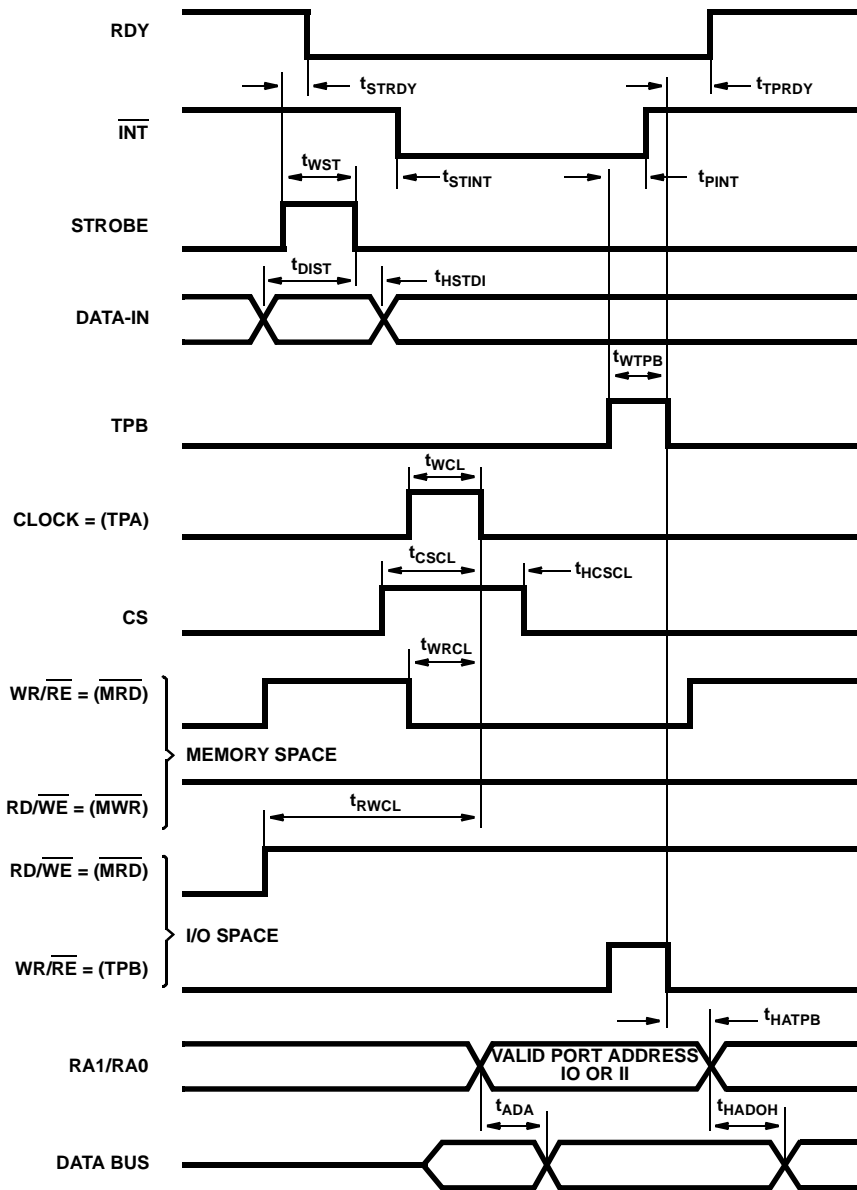 RDY
tSTRDY
tTPRDY
INT
tWST
tSTINT
tPINT
STROBE
tDIST
tHSTDI
DATA-IN
tWTPB
TPB
tWCL
CLOCK = (TPA)
tCSCL
tHCSCL
CS
tWRCL
WR/RE = (MRD)
MEMORY SPACE
RD/WE = (MWR)
tRWCL
RD/WE = (MRD)
I/O SPACE
WR/RE = (TPB)
tHATPB
RA1/RA0
VALID PORT ADDRESS
IO OR II
tADA
tHADOH
DATA BUS